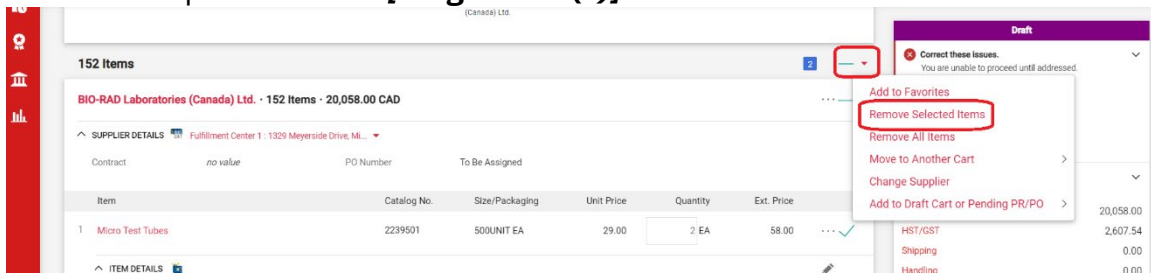 (Canada) Ltd.
Draft
Correct these issues.
You are unable to proceed until addressed.
152 Items
2
Add to Favorites
Remove Selected Items
Remove All Items
Move to Another Cart
Change Supplier
Add to Draft Cart or Pending PR/PO
BIO-RAD Laboratories (Canada) Ltd. · 152 Items · 20,058.00 CAD ...
SUPPLIER DETAILS Fulfillment Center 1 : 1329 Meyerside Drive, Mi...
Contract no value PO Number To Be Assigned
Item Catalog No. Size/Packaging Unit Price Quantity Ext. Price
1 Micro Test Tubes 2239501 500UNIT EA 29.00 2 EA 58.00 ...
ITEM DETAILS
20,058.00
HST/GST 2,607.54
Shipping 0.00
Handling 0.00